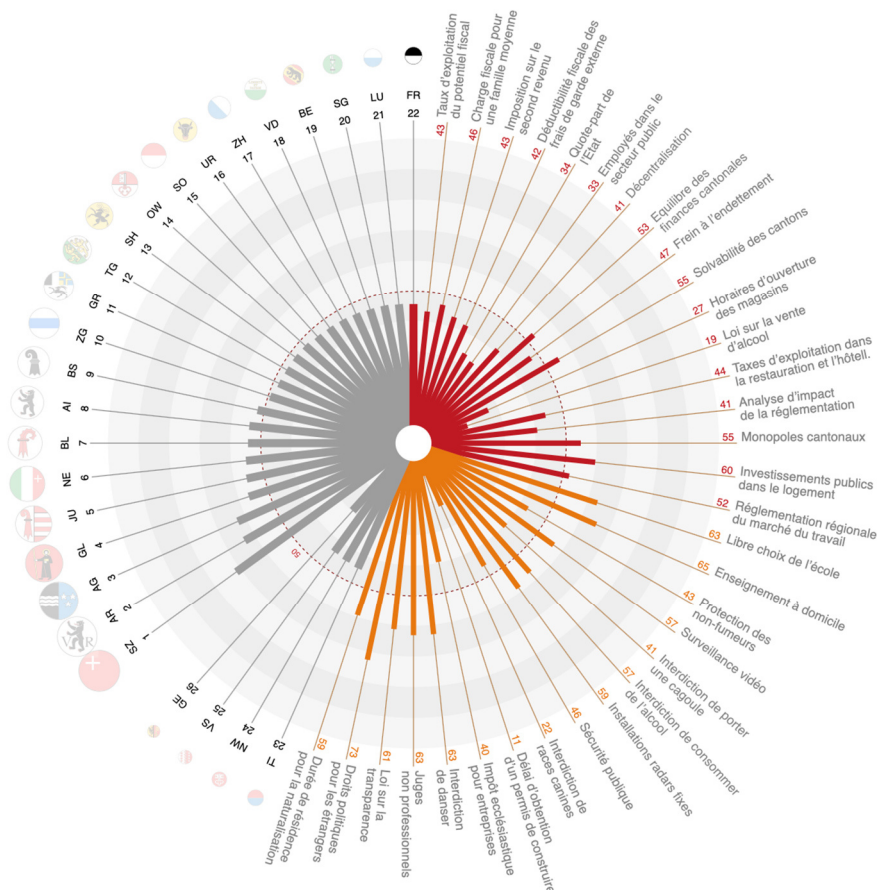 FR
22
43 Taux d'exploitation
du potentiel fiscal
46 Charge fiscale pour
une famille moyenne
43 Imposition sur le
second revenu
42 Déductibilité fiscale des
frais de garde externe
34 Quote-part de
l'Etat
33 Employés dans le
secteur public
41 Décentralisation
53 Equilibre des
finances cantonales
47 Frein à l'endettement
55 Solvabilité des cantons
27 Horaires d'ouverture
des magasins
19 Loi sur la vente
d'alcool
44 Taxes d'exploitation dans
la restauration et l'hôtell.
41 Analyse d'impact
de la réglementation
55 Monopoles cantonaux
60 Investissements publics
dans le logement
52 Réglementation régionale
du marché du travail
63 Libre choix de l'école
65 Enseignement à domicile
43 Protection des
non-fumeurs
57 Surveillance vidéo
41 Interdiction de porter
une cagoule
57 Interdiction de consommer
de l'alcool
59 Installations radars fixes
46 Sécurité publique
22 Interdiction de
races canines
11 Délai d'obtention
d'un permis de construire
40 Impôt ecclésiastique
pour entreprises
63 Interdiction
de danser
63 Juges
non professionnels
61 Loi sur la
transparence
73 Droits politiques
pour les étrangers
59 Durée de résidence
pour la naturalisation
TI 23
NW 24
VS 25
GE 26
50
SZ 1
AR 2
AG 3
GL 4
JU 5
NE 6
BL 7
AI 8
BS 9
ZG 10
GR 11
TG 12
SH 13
OW 14
SO 15
UR 16
ZH 17
VD 18
BE 19
SG 20
LU 21
V R